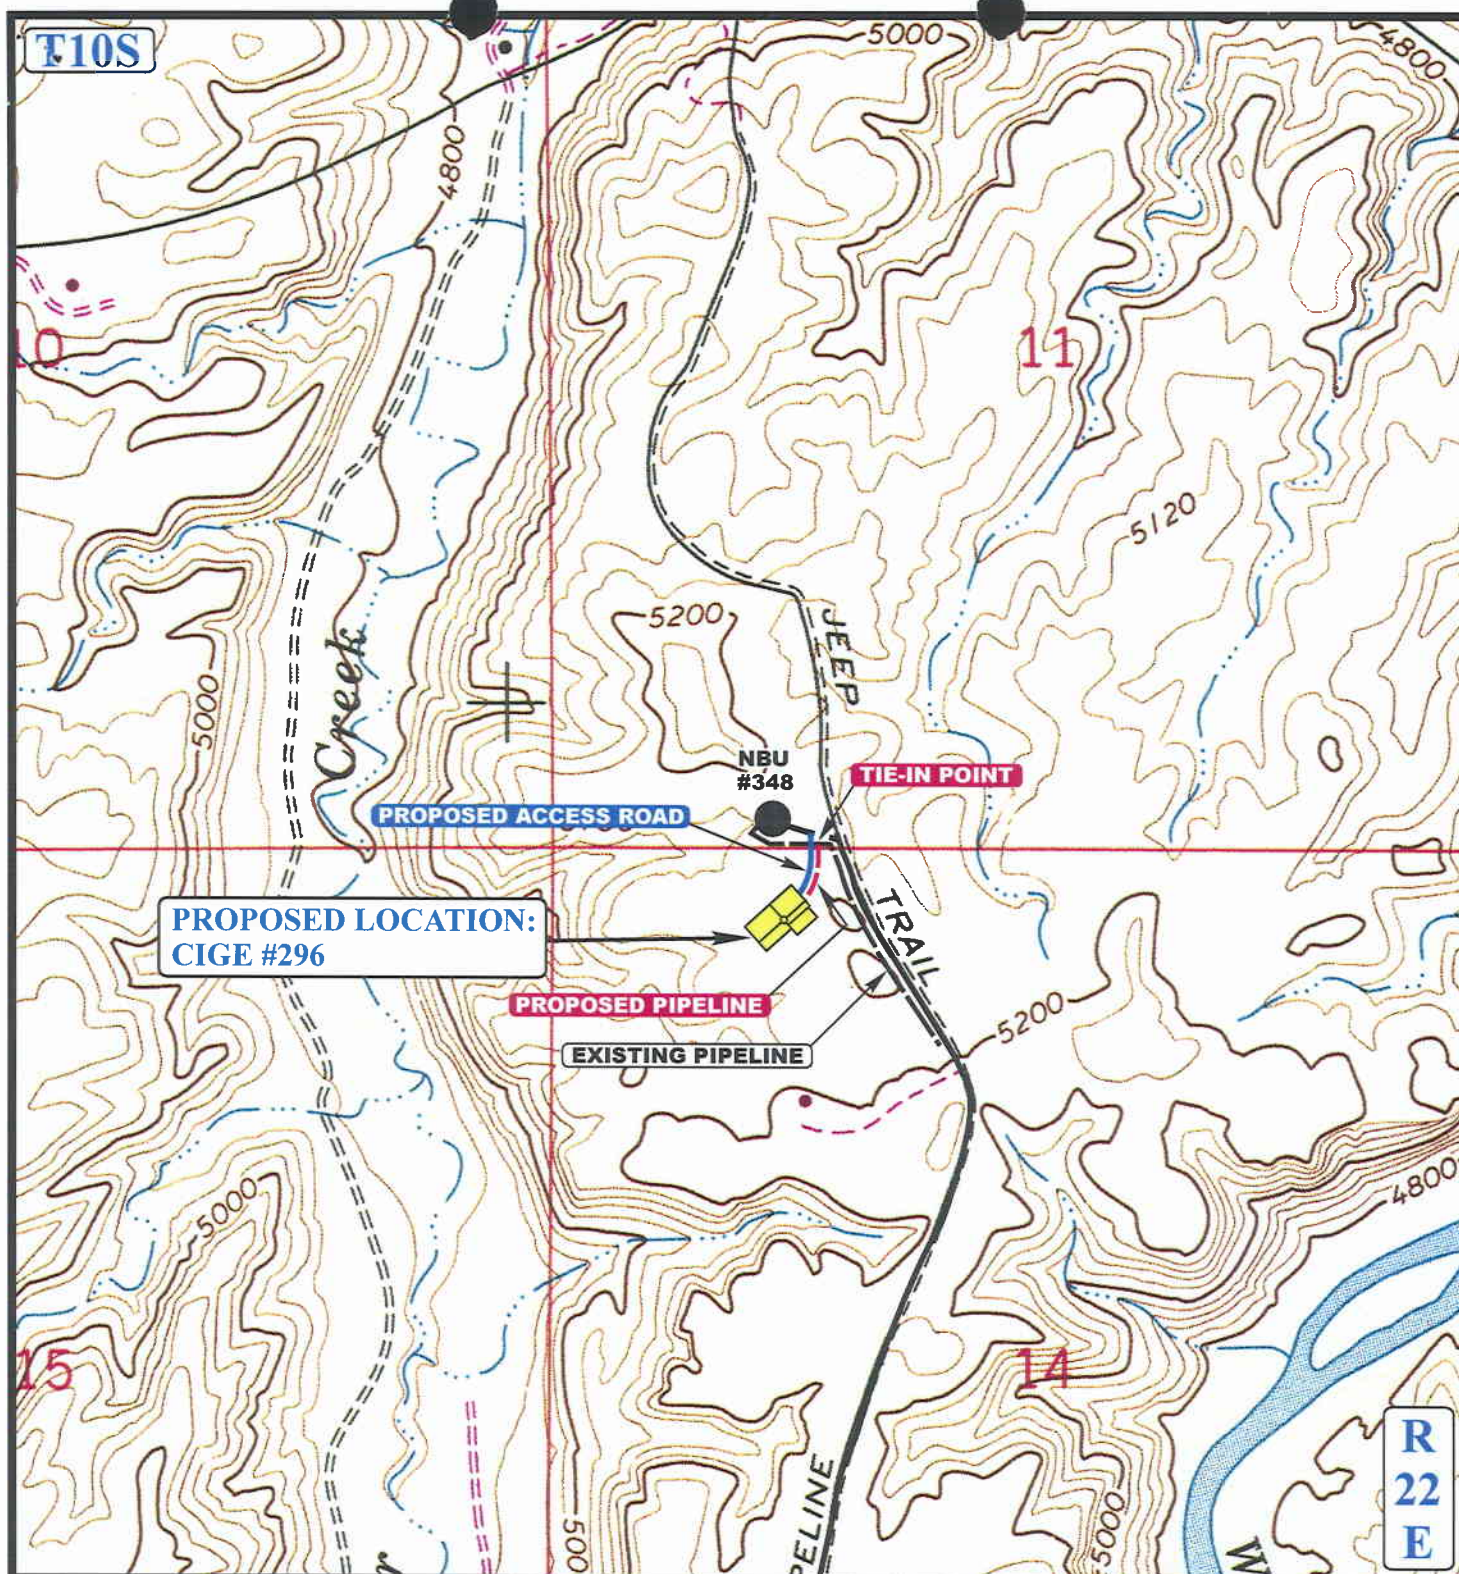 T10S
5000
4800
4800
10
11
5120
5200
JEEP
Creek
5000
NBU
#348
TIE-IN POINT
PROPOSED ACCESS ROAD
PROPOSED LOCATION:
CIGE #296
TRAIL
PROPOSED PIPELINE
5200
EXISTING PIPELINE
5000
4800
15
14
R
22
E
PELINE
500
5000
W
r